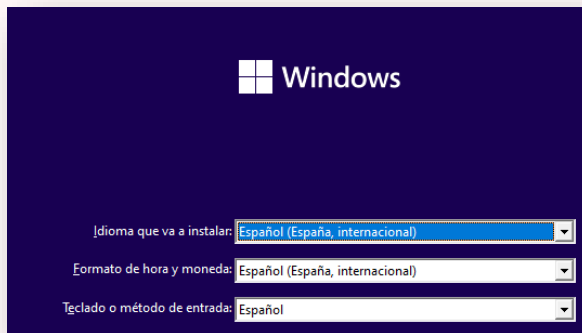 Windows
Idioma que va a instalar: Español (España, internacional)
Formato de hora y moneda: Español (España, internacional)
Teclado o método de entrada: Español